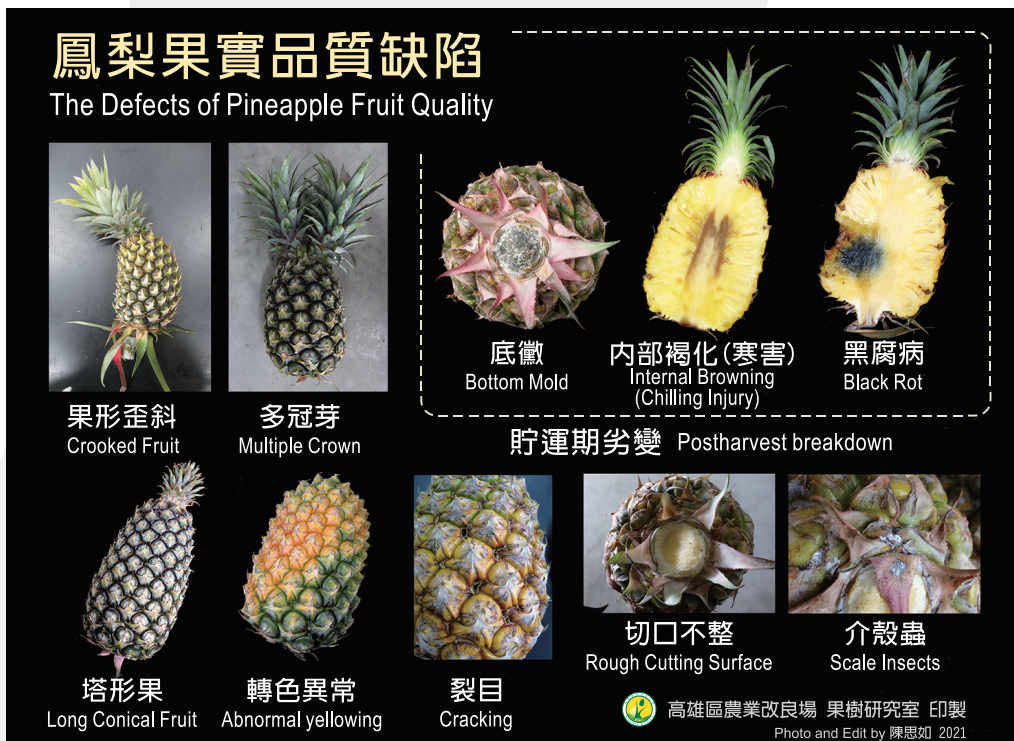 鳳梨果實品質缺陷
The Defects of Pineapple Fruit Quality
果形歪斜
Crooked Fruit
多冠芽
Multiple Crown
底黴
Bottom Mold
內部褐化(寒害)
Internal Browning
(Chilling Injury)
黑腐病
Black Rot
貯運期劣變 Postharvest breakdown
塔形果
Long Conical Fruit
轉色異常
Abnormal yellowing
裂目
Cracking
切口不整
Rough Cutting Surface
介殼蟲
Scale Insects
高雄區農業改良場 果樹研究室 印製
Photo and Edit by 陳思如 2021